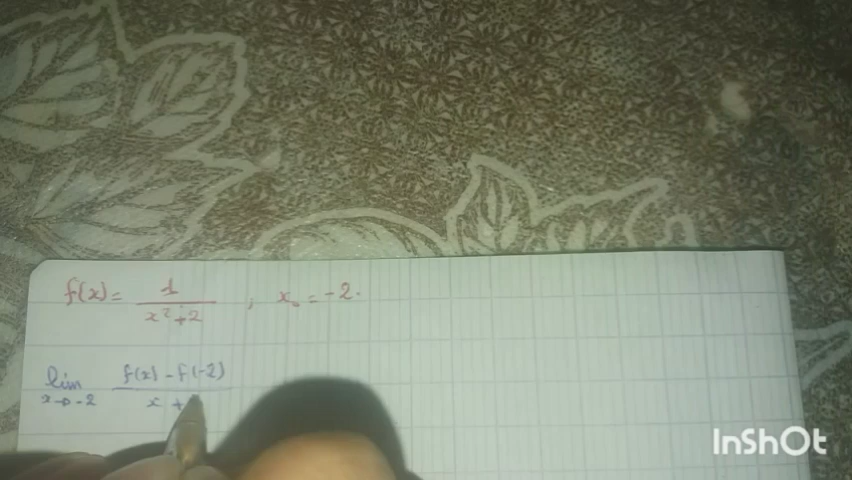 f(x) = 1 / x² + 2 , x₀ = -2.
lim x→-2 f(x) - f(-2) / x +
InShOt